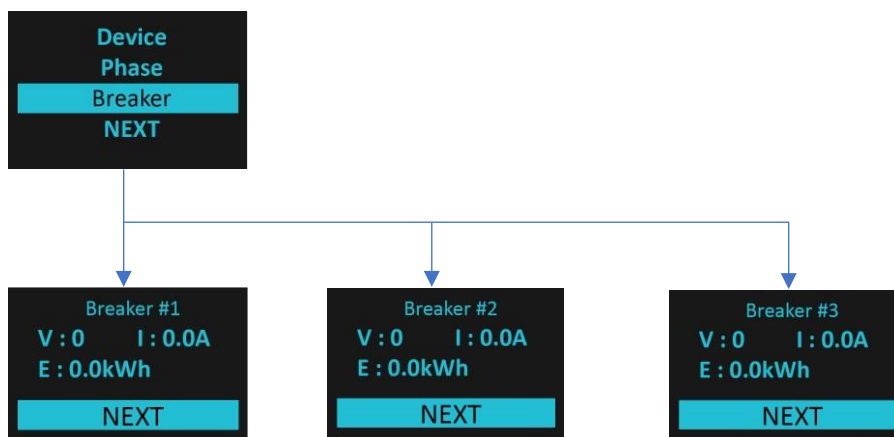 Device
Phase
Breaker
NEXT
Breaker #1
V : 0 I : 0.0A
E : 0.0kWh
NEXT
Breaker #2
V : 0 I : 0.0A
E : 0.0kWh
NEXT
Breaker #3
V : 0 I : 0.0A
E : 0.0kWh
NEXT